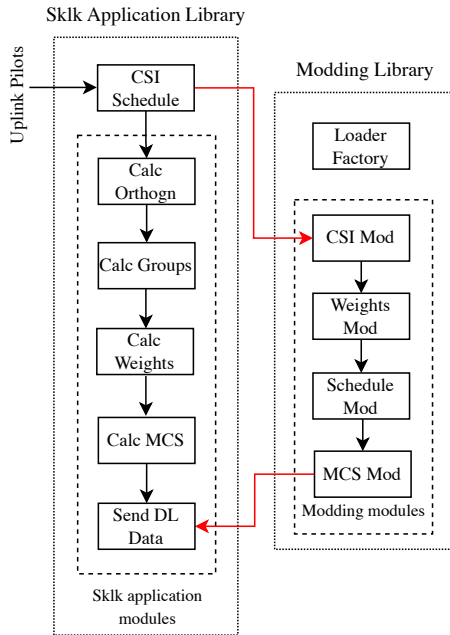 Sklk Application Library
Uplink Pilots
CSI
Schedule
Calc
Orthogn
Calc Groups
Calc
Weights
Calc MCS
Send DL
Data
Sklk application
modules
Modding Library
Loader
Factory
CSI Mod
Weights
Mod
Schedule
Mod
MCS Mod
Modding modules